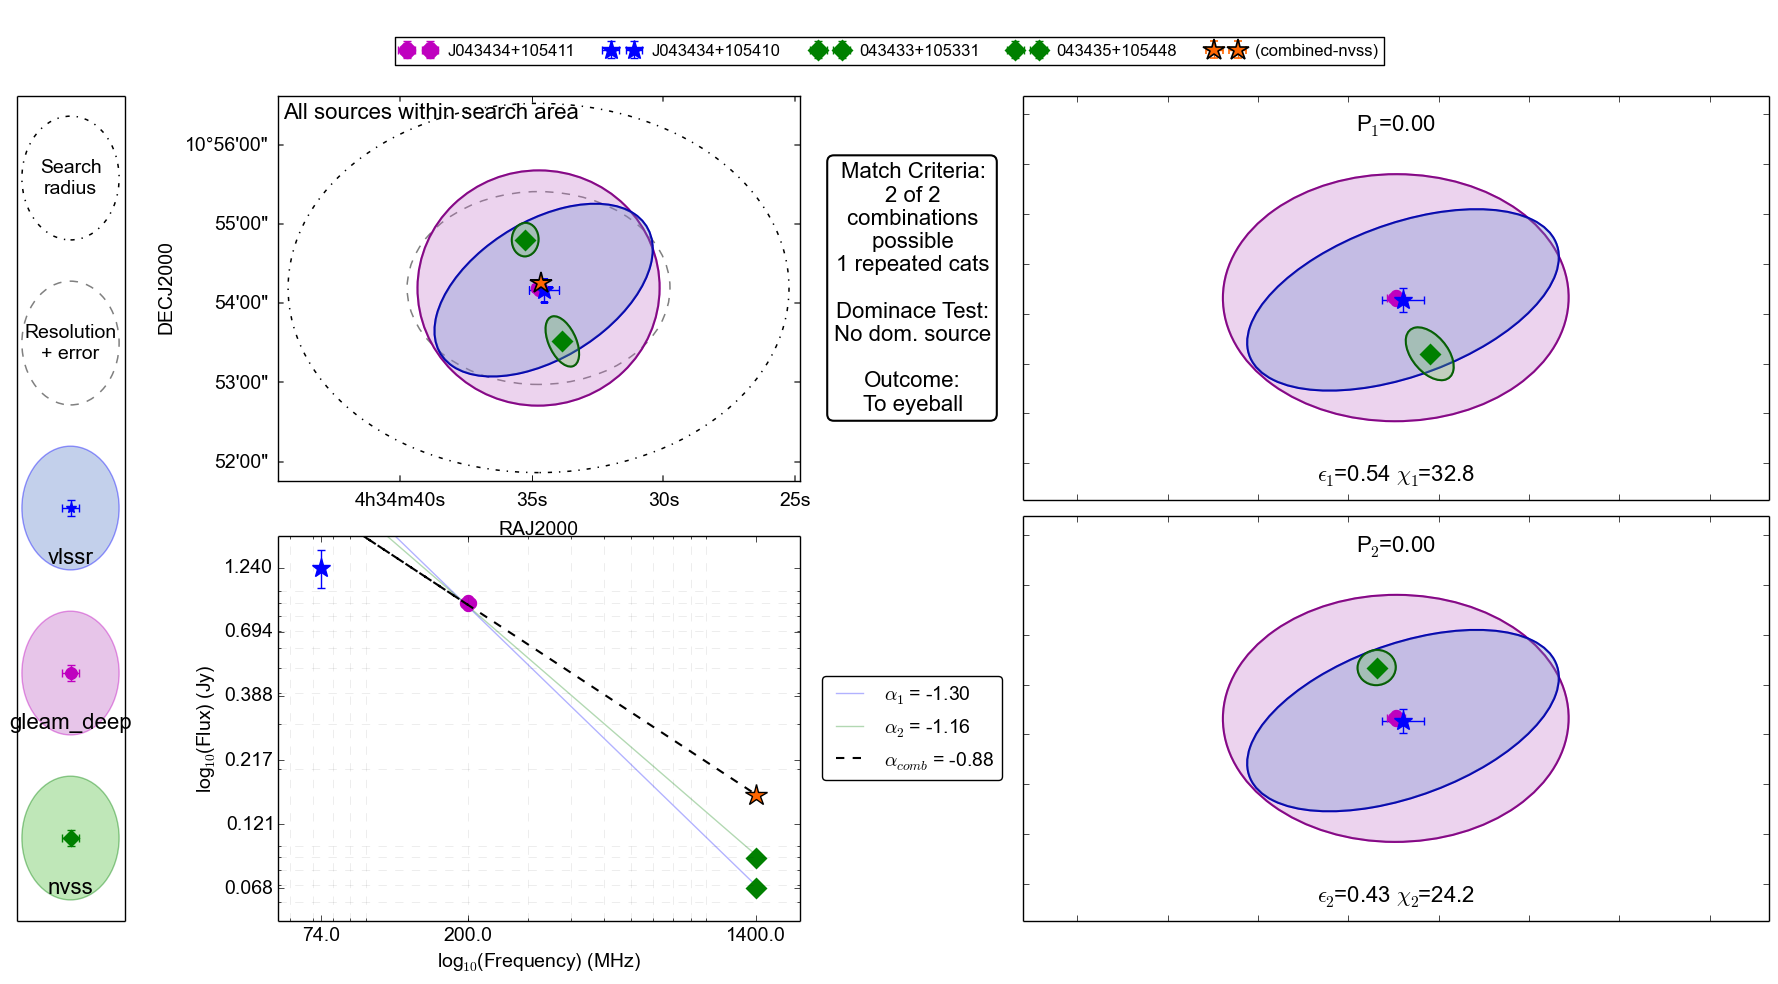 J043434+105411 J043434+105410 043433+105331 043435+105448 (combined-nvss)
Search
radius
Resolution
+ error
vlssr
gleam_deep
nvss
All sources within search area
DECJ2000
10°56'00"
55'00"
54'00"
53'00"
52'00"
4h34m40s 35s 30s 25s
RAJ2000
Match Criteria:
2 of 2
combinations
possible
1 repeated cats
Dominace Test:
No dom. source
Outcome:
To eyeball
P₁=0.00
ϵ₁=0.54 χ₁=32.8
P₂=0.00
ϵ₂=0.43 χ₂=24.2
log₁₀(Flux) (Jy)
1.240
0.694
0.388
0.217
0.121
0.068
74.0 200.0 1400.0
log₁₀(Frequency) (MHz)
α₁ = -1.30
α₂ = -1.16
α_comb = -0.88